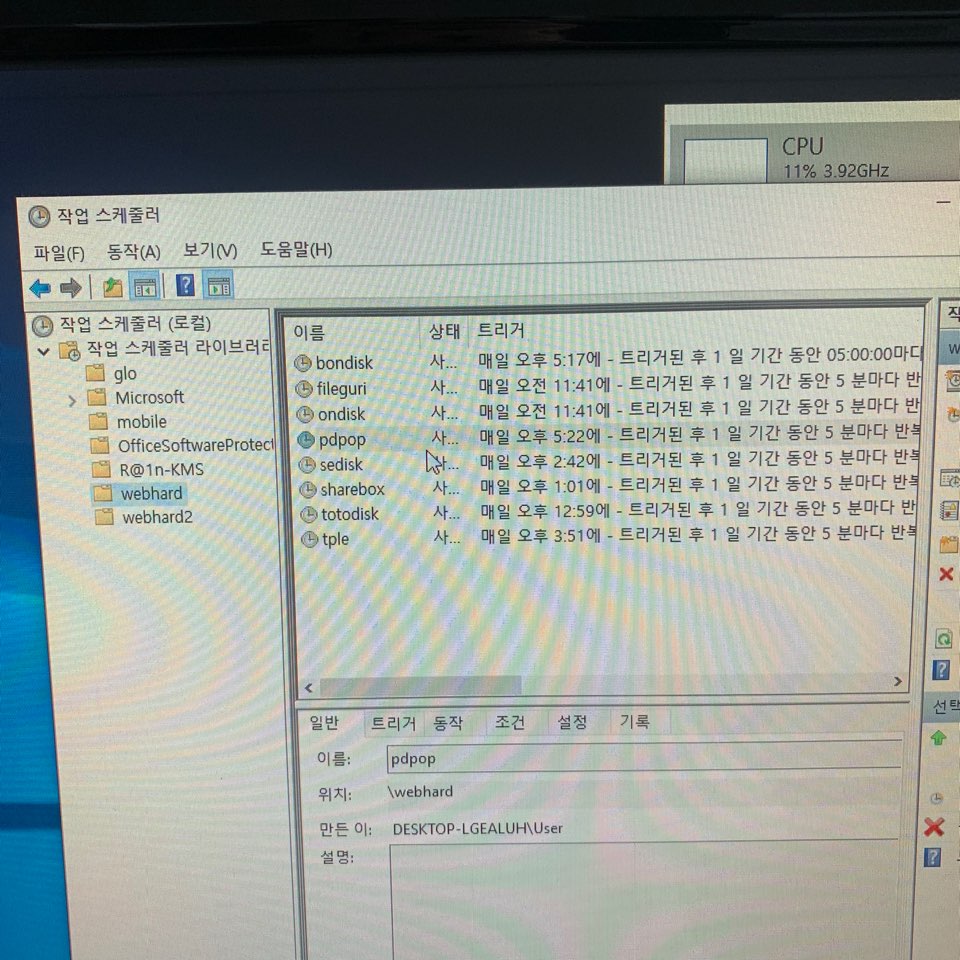 CPU
11% 3.92GHz
작업 스케줄러
파일(F) 동작(A) 보기(V) 도움말(H)
작업 스케줄러 (로컬)
작업 스케줄러 라이브러리
glo
Microsoft
mobile
OfficeSoftwareProtect
R@1n-KMS
webhard
webhard2
이름 상태 트리거
bondisk 사... 매일 오후 5:17에 - 트리거된 후 1 일 기간 동안 05:00:00마다
fileguri 사... 매일 오전 11:41에 - 트리거된 후 1 일 기간 동안 5 분마다 반
ondisk 사... 매일 오전 11:41에 - 트리거된 후 1 일 기간 동안 5 분마다 반
pdpop 사... 매일 오후 5:22에 - 트리거된 후 1 일 기간 동안 5 분마다 반복
sedisk 사... 매일 오후 2:42에 - 트리거된 후 1 일 기간 동안 5 분마다 반복
sharebox 사... 매일 오후 1:01에 - 트리거된 후 1 일 기간 동안 5 분마다 반복
totodisk 사... 매일 오후 12:59에 - 트리거된 후 1 일 기간 동안 5 분마다 반
tple 사... 매일 오후 3:51에 - 트리거된 후 1 일 기간 동안 5 분마다 반복
일반 트리거 동작 조건 설정 기록
이름: pdpop
위치: \webhard
만든 이: DESKTOP-LGEALUH\User
설명:
작
w
선택